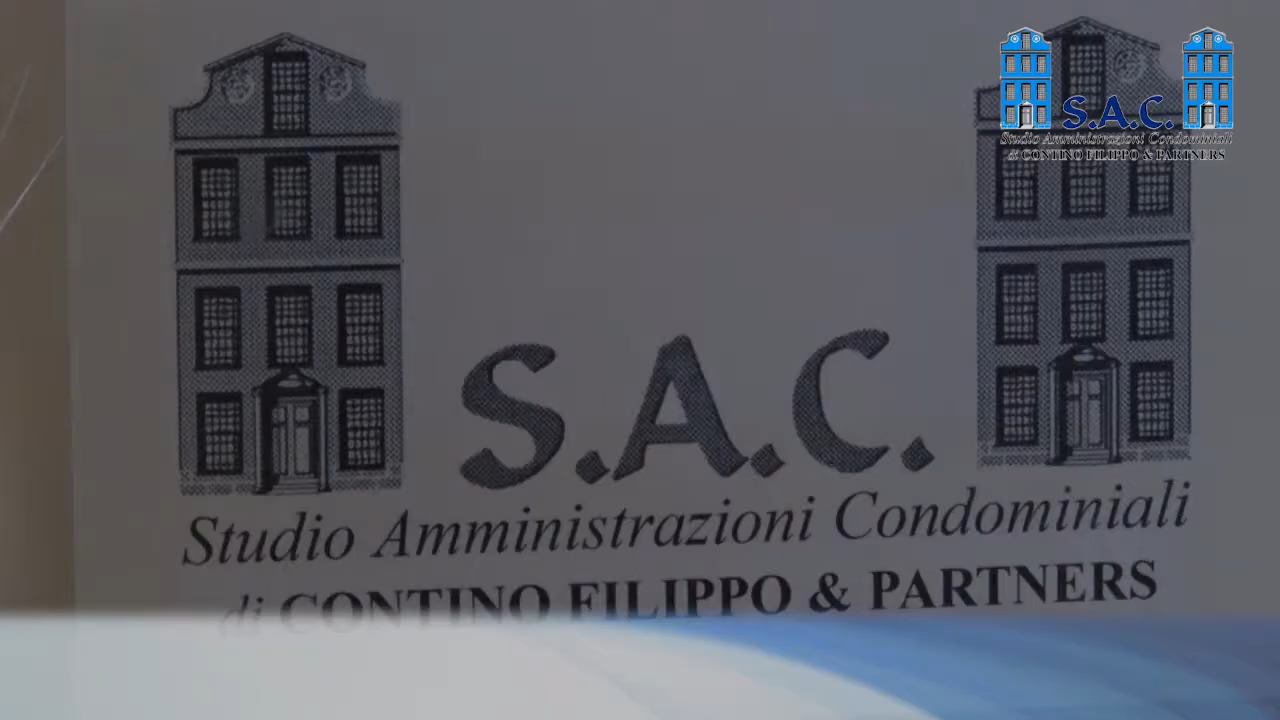 S.A.C.
Studio Amministrazioni Condominiali
di CONTINO FILIPPO & PARTNERS
S.A.C.
Studio Amministrazioni Condominiali
di CONTINO FILIPPO & PARTNERS